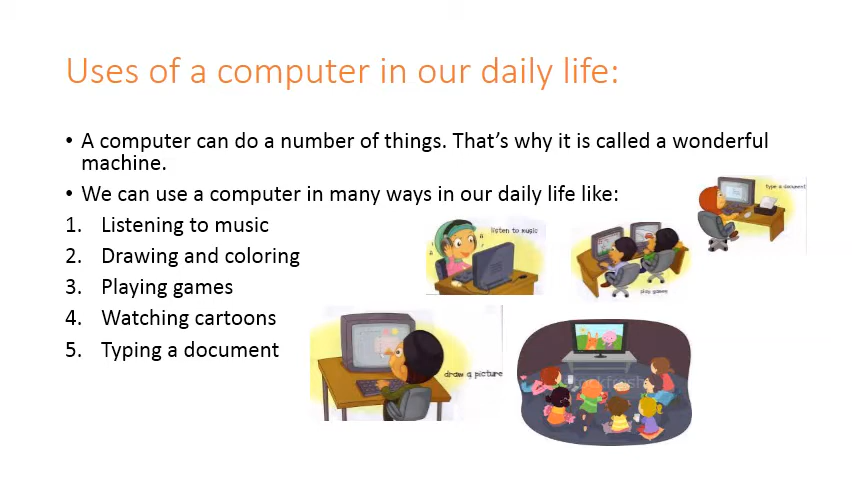 Uses of a computer in our daily life:
• A computer can do a number of things. That's why it is called a wonderful
machine.
• We can use a computer in many ways in our daily life like:
1. Listening to music
2. Drawing and coloring
3. Playing games
4. Watching cartoons
5. Typing a document
type a document
listen to music
play games
draw a picture